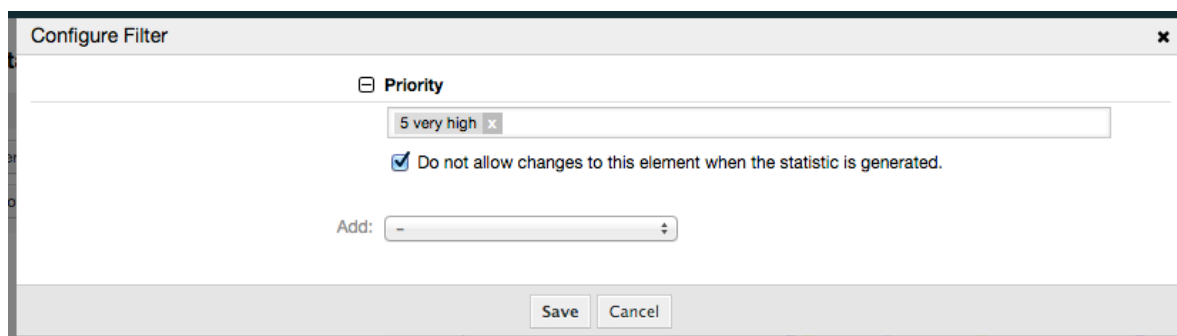 Configure Filter
Priority
5 very high x
Do not allow changes to this element when the statistic is generated.
Add: –
Save Cancel